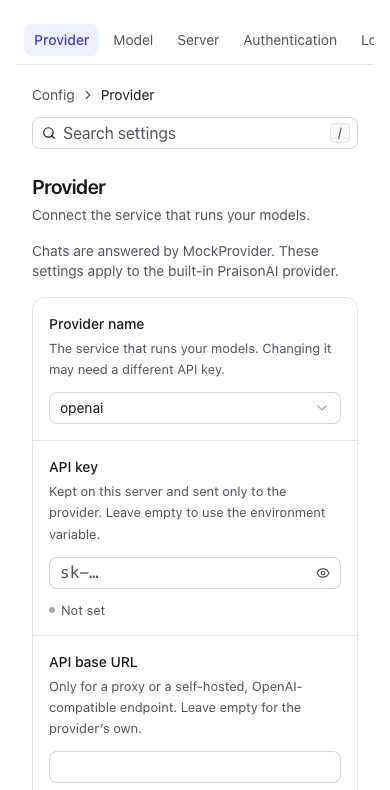 Provider Model Server Authentication Lo
Config > Provider
Search settings /
Provider
Connect the service that runs your models.
Chats are answered by MockProvider. These
settings apply to the built-in PraisonAI provider.
Provider name
The service that runs your models. Changing it
may need a different API key.
openai
API key
Kept on this server and sent only to the
provider. Leave empty to use the environment
variable.
sk-…
Not set
API base URL
Only for a proxy or a self-hosted, OpenAI-
compatible endpoint. Leave empty for the
provider's own.